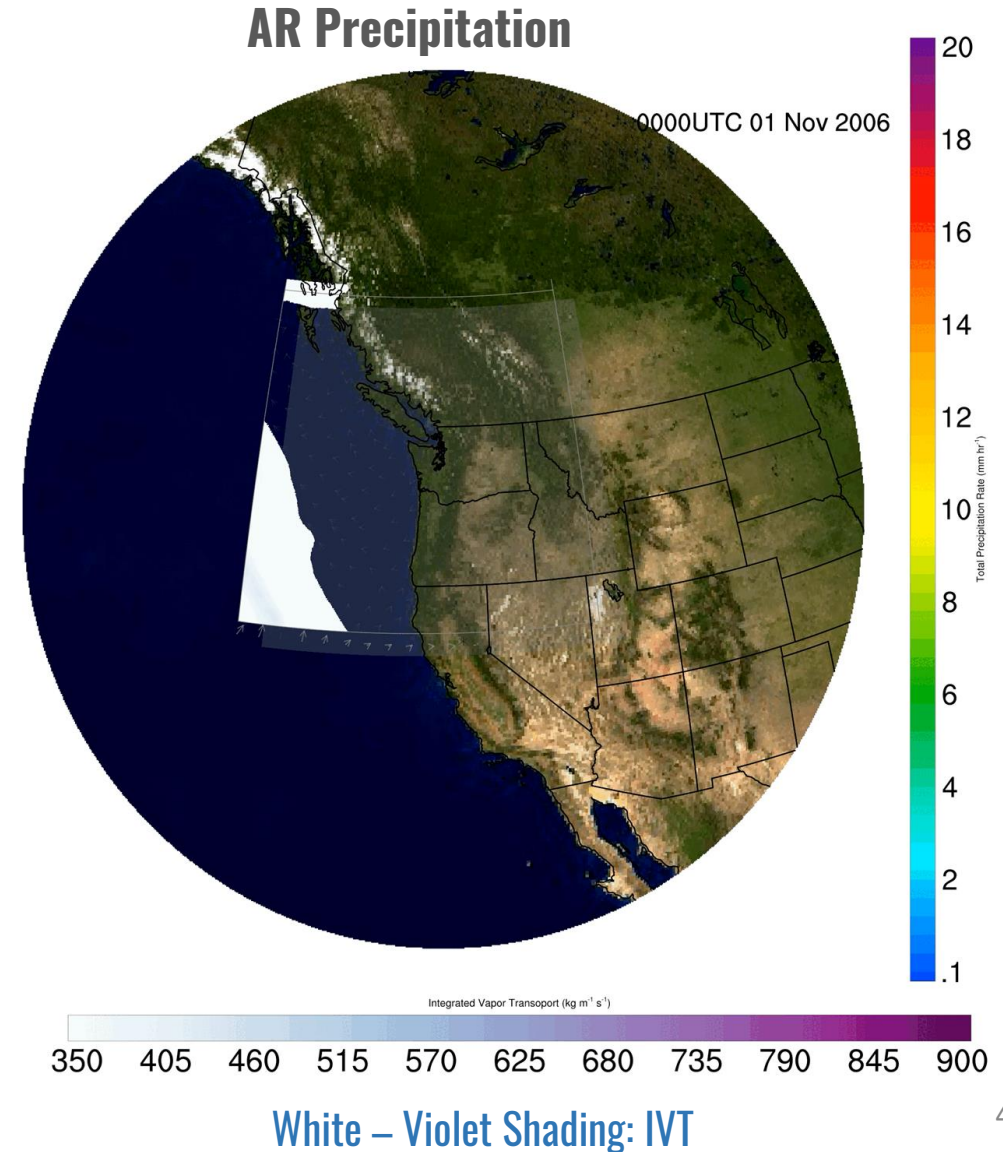 AR Precipitation
0000UTC 01 Nov 2006
20
18
16
14
12
10
8
6
4
2
.1
Total Precipitation Rate (mm hr-1)
Integrated Vapor Transoport (kg m-1 s-1)
350 405 460 515 570 625 680 735 790 845 900
White – Violet Shading: IVT
4